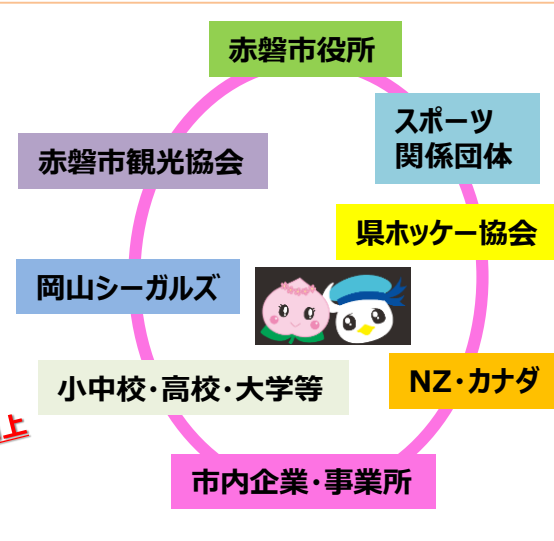 赤磐市役所
スポーツ
関係団体
赤磐市観光協会
県ホッケー協会
岡山シーガルズ
NZ・カナダ
小中校・高校・大学等
上
市内企業・事業所